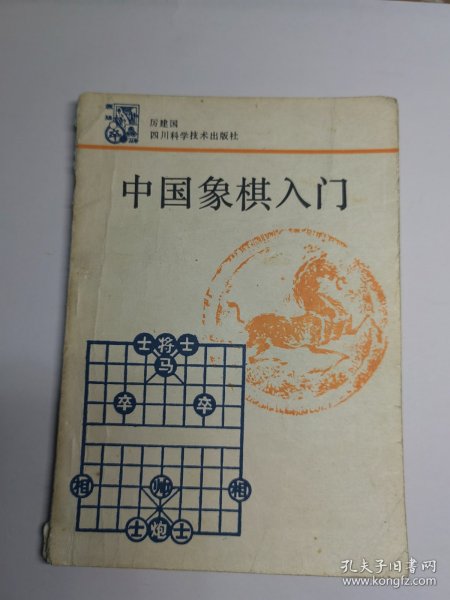 历建国
四川科学技术出版社
中国象棋入门
士将士
马
卒 卒
相 帅 相
士炮士
孔夫子旧书网
www.kongfz.com